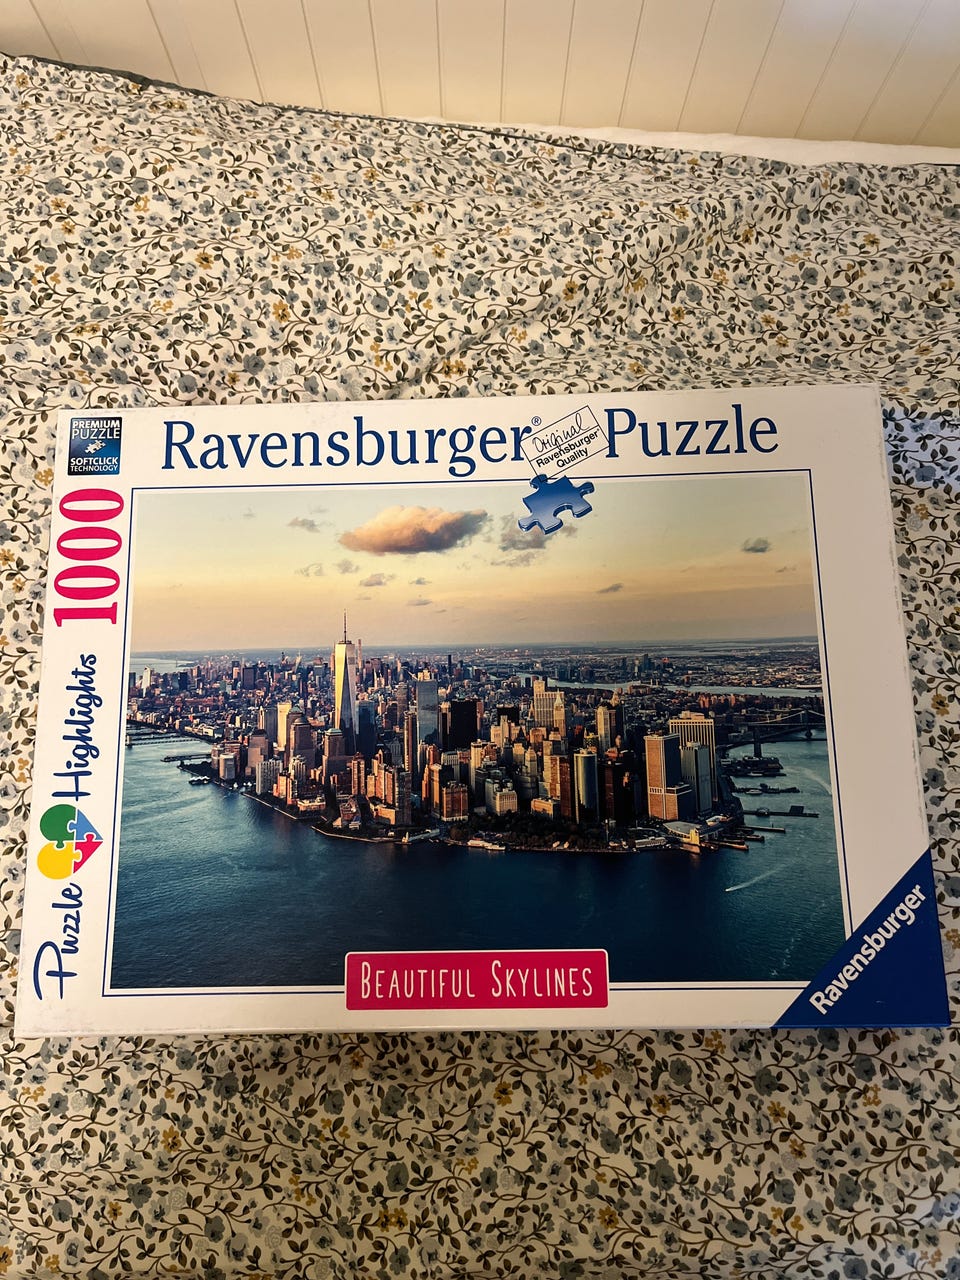 PREMIUM
PUZZLE
SOFTCLICK
TECHNOLOGY
Ravensburger® Puzzle
Original
Ravensburger
Quality
1000
Puzzle Highlights
BEAUTIFUL SKYLINES
Ravensburger